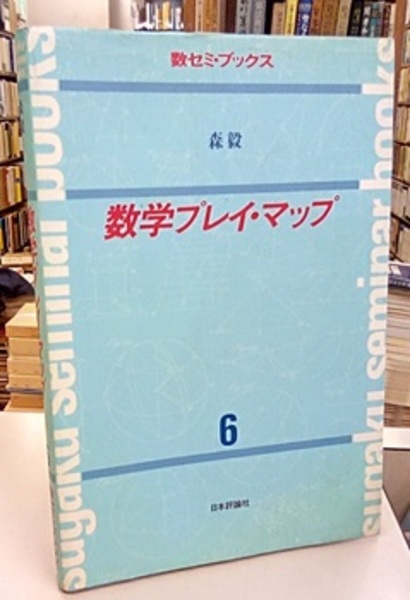 数セミ・ブックス
森 毅
数学プレイ・マップ
6
日本評論社
sugaku seminar books
sugaku seminar books